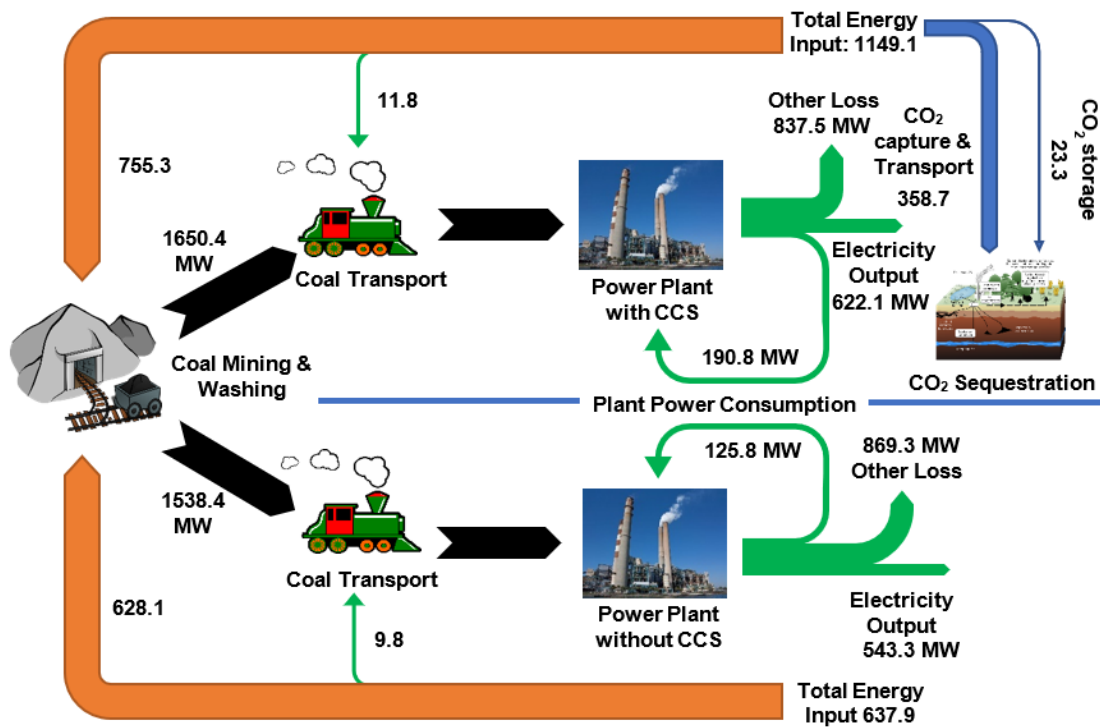 Total Energy
Input: 1149.1
11.8
755.3
Other Loss
837.5 MW
CO₂
capture &
Transport
358.7
CO₂ storage
23.3
1650.4
MW
Coal Transport
Power Plant
with CCS
Electricity
Output
622.1 MW
190.8 MW
Coal Mining &
Washing
CO₂ Sequestration
Plant Power Consumption
125.8 MW
869.3 MW
Other Loss
1538.4
MW
Coal Transport
Power Plant
without CCS
Electricity
Output
543.3 MW
628.1
9.8
Total Energy
Input 637.9